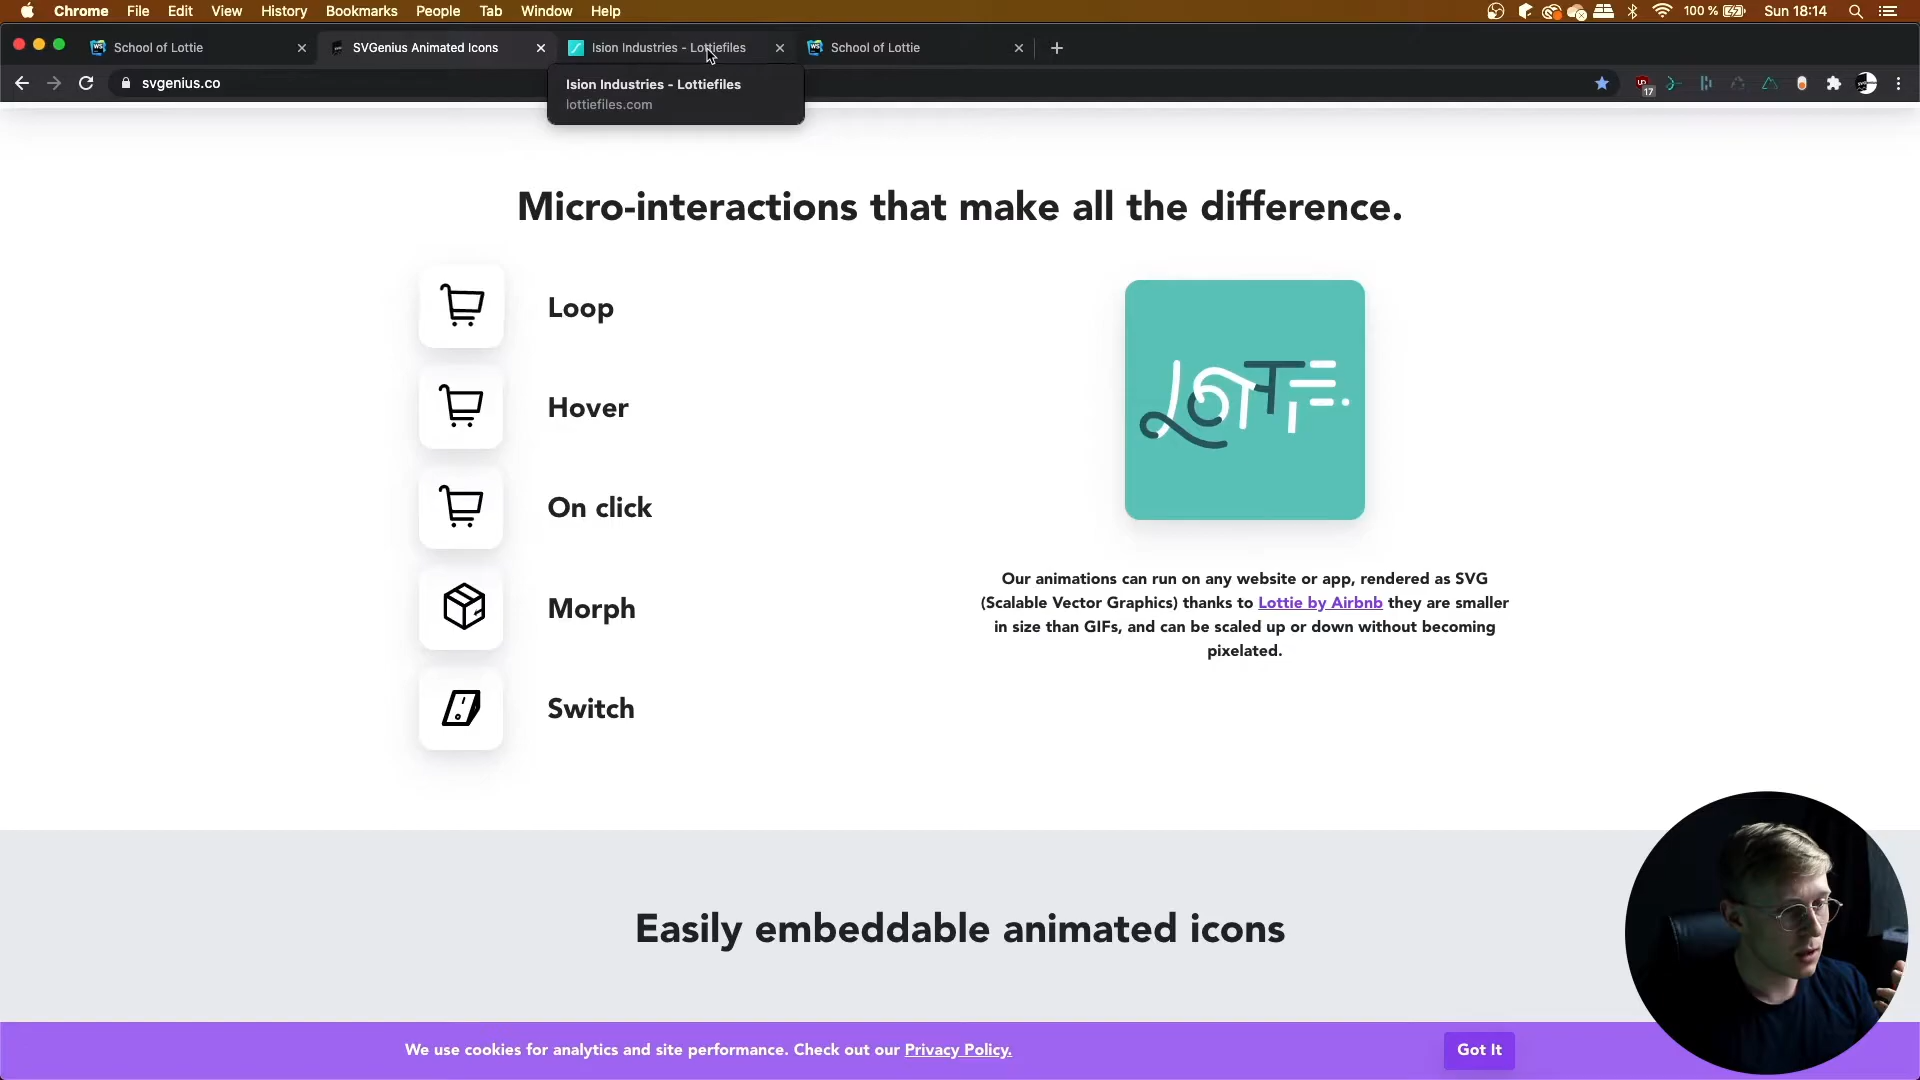 Chrome File Edit View History Bookmarks People Tab Window Help
100 % Sun 18:14
School of Lottie
SVGenius Animated Icons
Ision Industries - Lottiefiles
School of Lottie
svgenius.co
17
Ision Industries - Lottiefiles
lottiefiles.com
Micro-interactions that make all the difference.
Loop
Hover
On click
Morph
Switch
LOTTIE
Our animations can run on any website or app, rendered as SVG
(Scalable Vector Graphics) thanks to Lottie by Airbnb they are smaller
in size than GIFs, and can be scaled up or down without becoming
pixelated.
Easily embeddable animated icons
We use cookies for analytics and site performance. Check out our Privacy Policy.
Got It